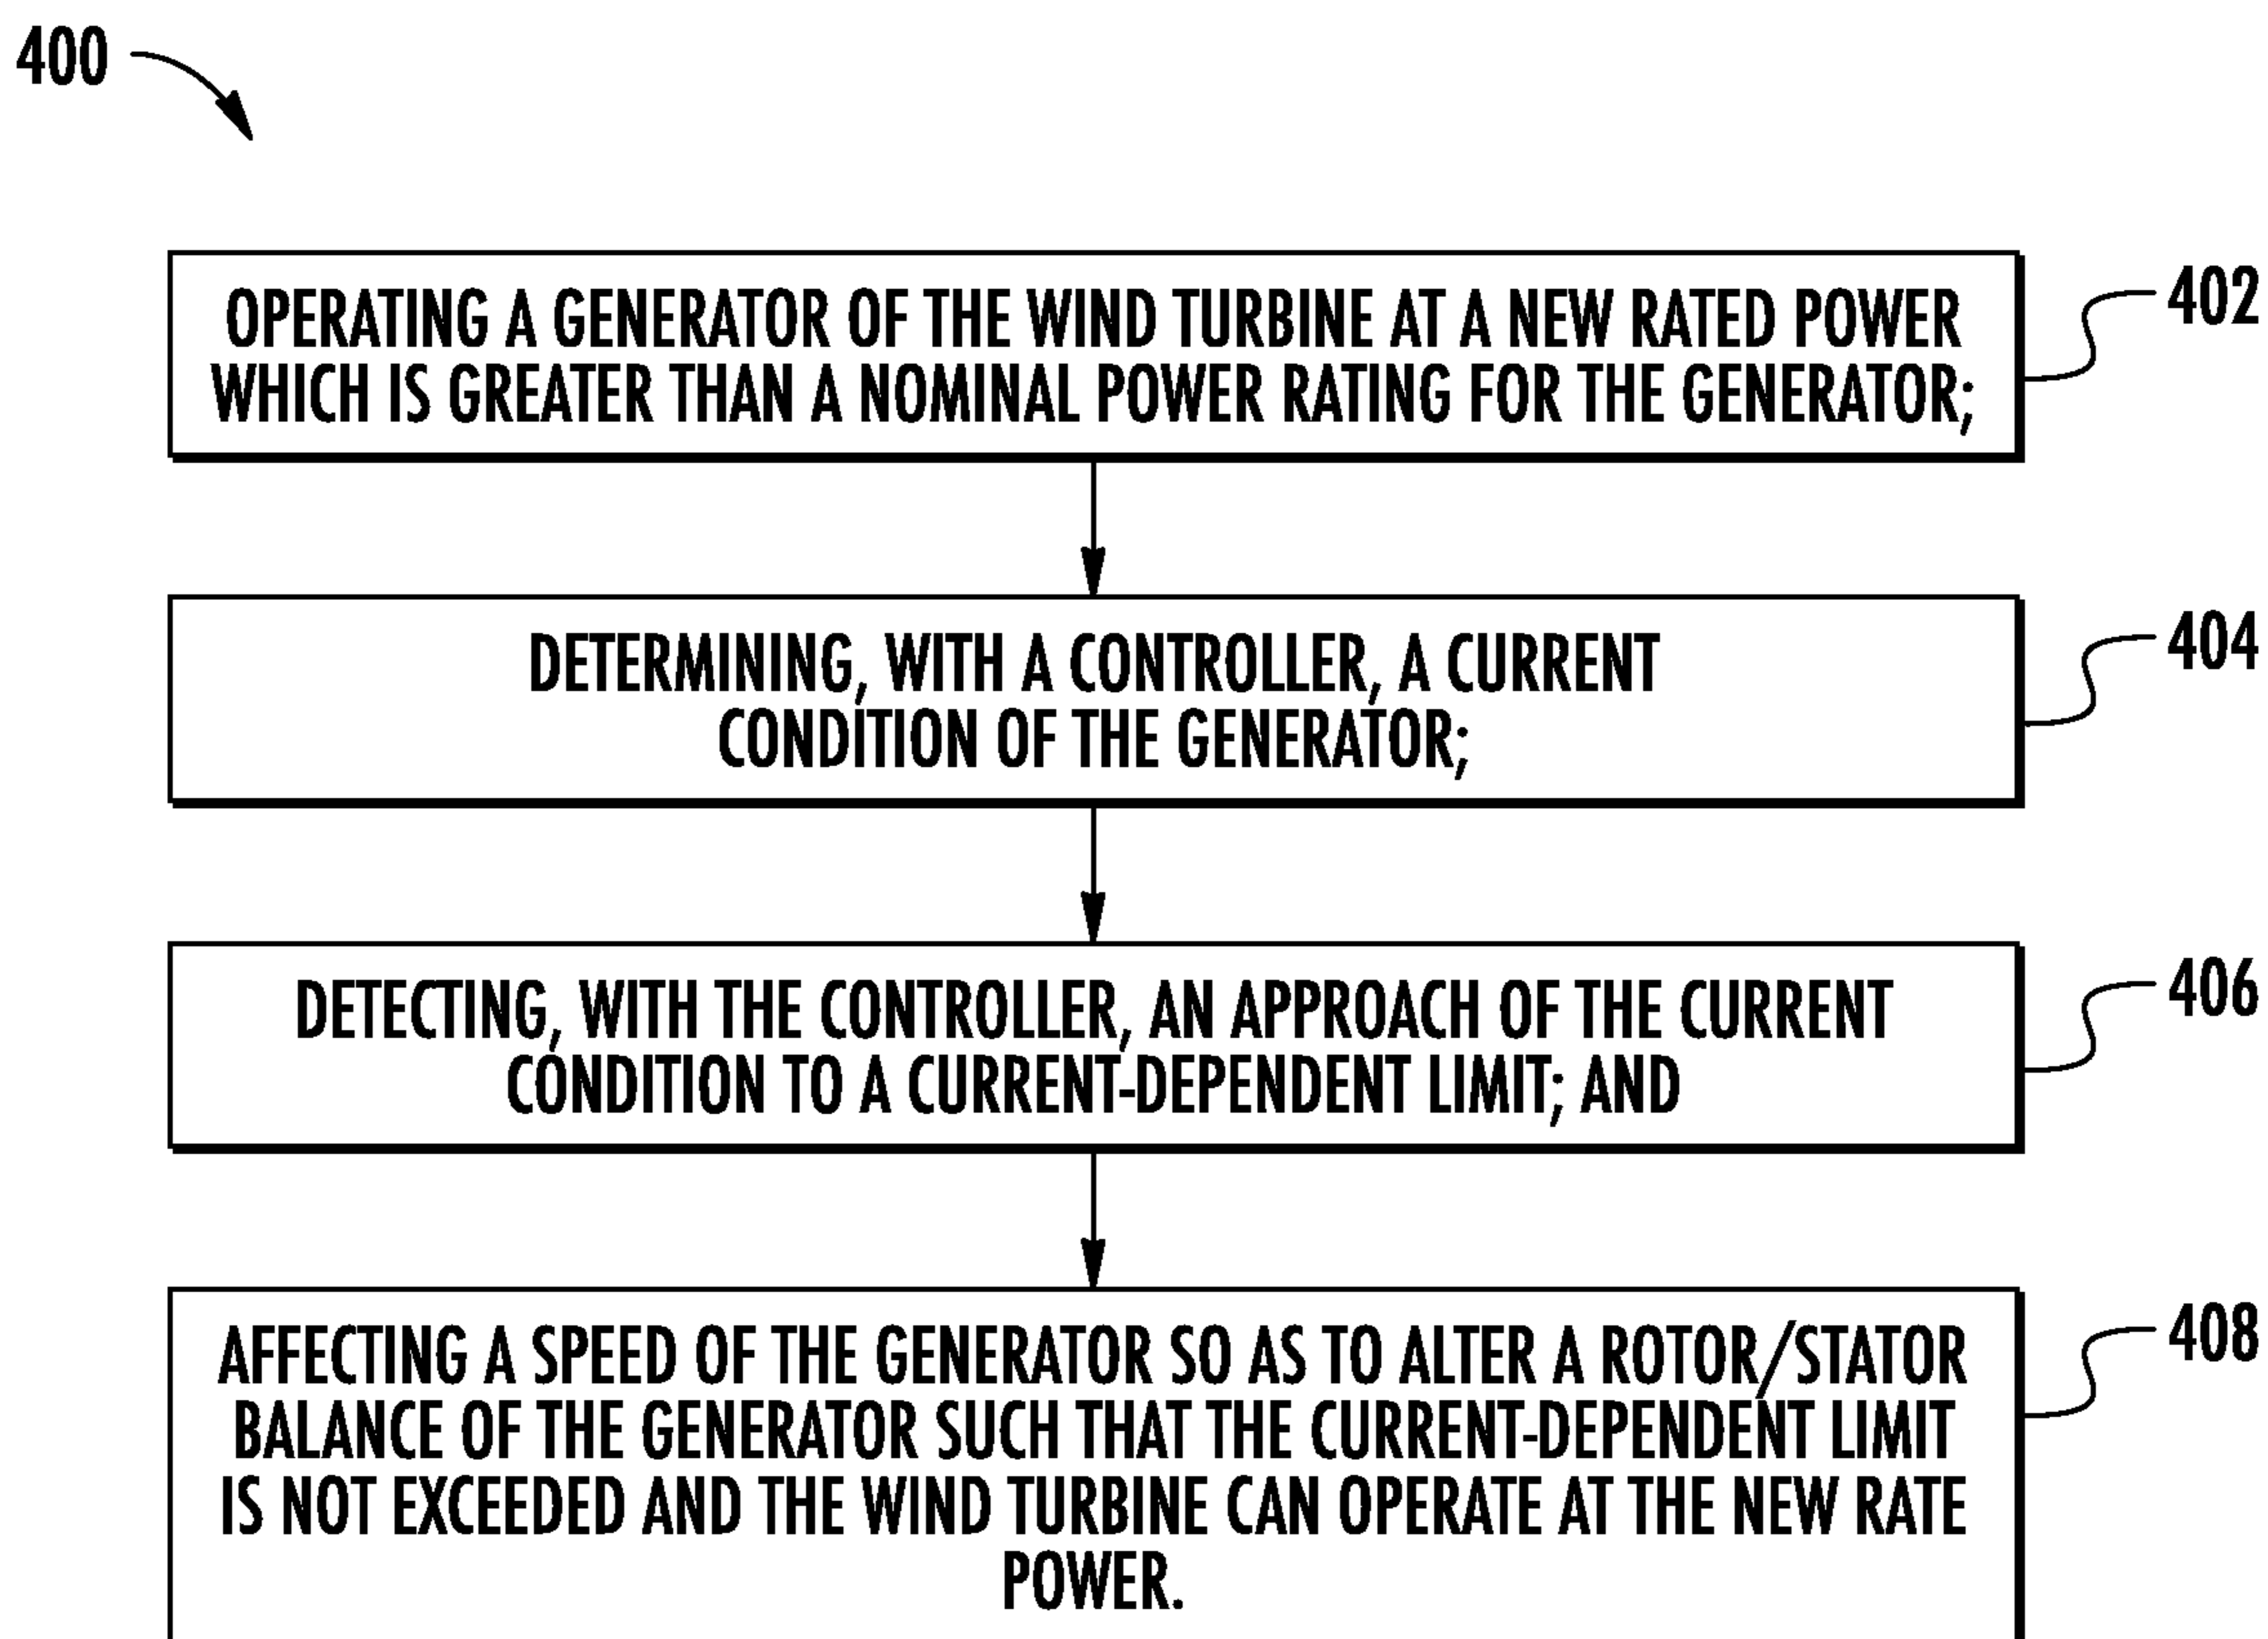 400
OPERATING A GENERATOR OF THE WIND TURBINE AT A NEW RATED POWER
WHICH IS GREATER THAN A NOMINAL POWER RATING FOR THE GENERATOR;
402
DETERMINING, WITH A CONTROLLER, A CURRENT
CONDITION OF THE GENERATOR;
404
DETECTING, WITH THE CONTROLLER, AN APPROACH OF THE CURRENT
CONDITION TO A CURRENT-DEPENDENT LIMIT; AND
406
AFFECTING A SPEED OF THE GENERATOR SO AS TO ALTER A ROTOR/STATOR
BALANCE OF THE GENERATOR SUCH THAT THE CURRENT-DEPENDENT LIMIT
IS NOT EXCEEDED AND THE WIND TURBINE CAN OPERATE AT THE NEW RATE
POWER.
408